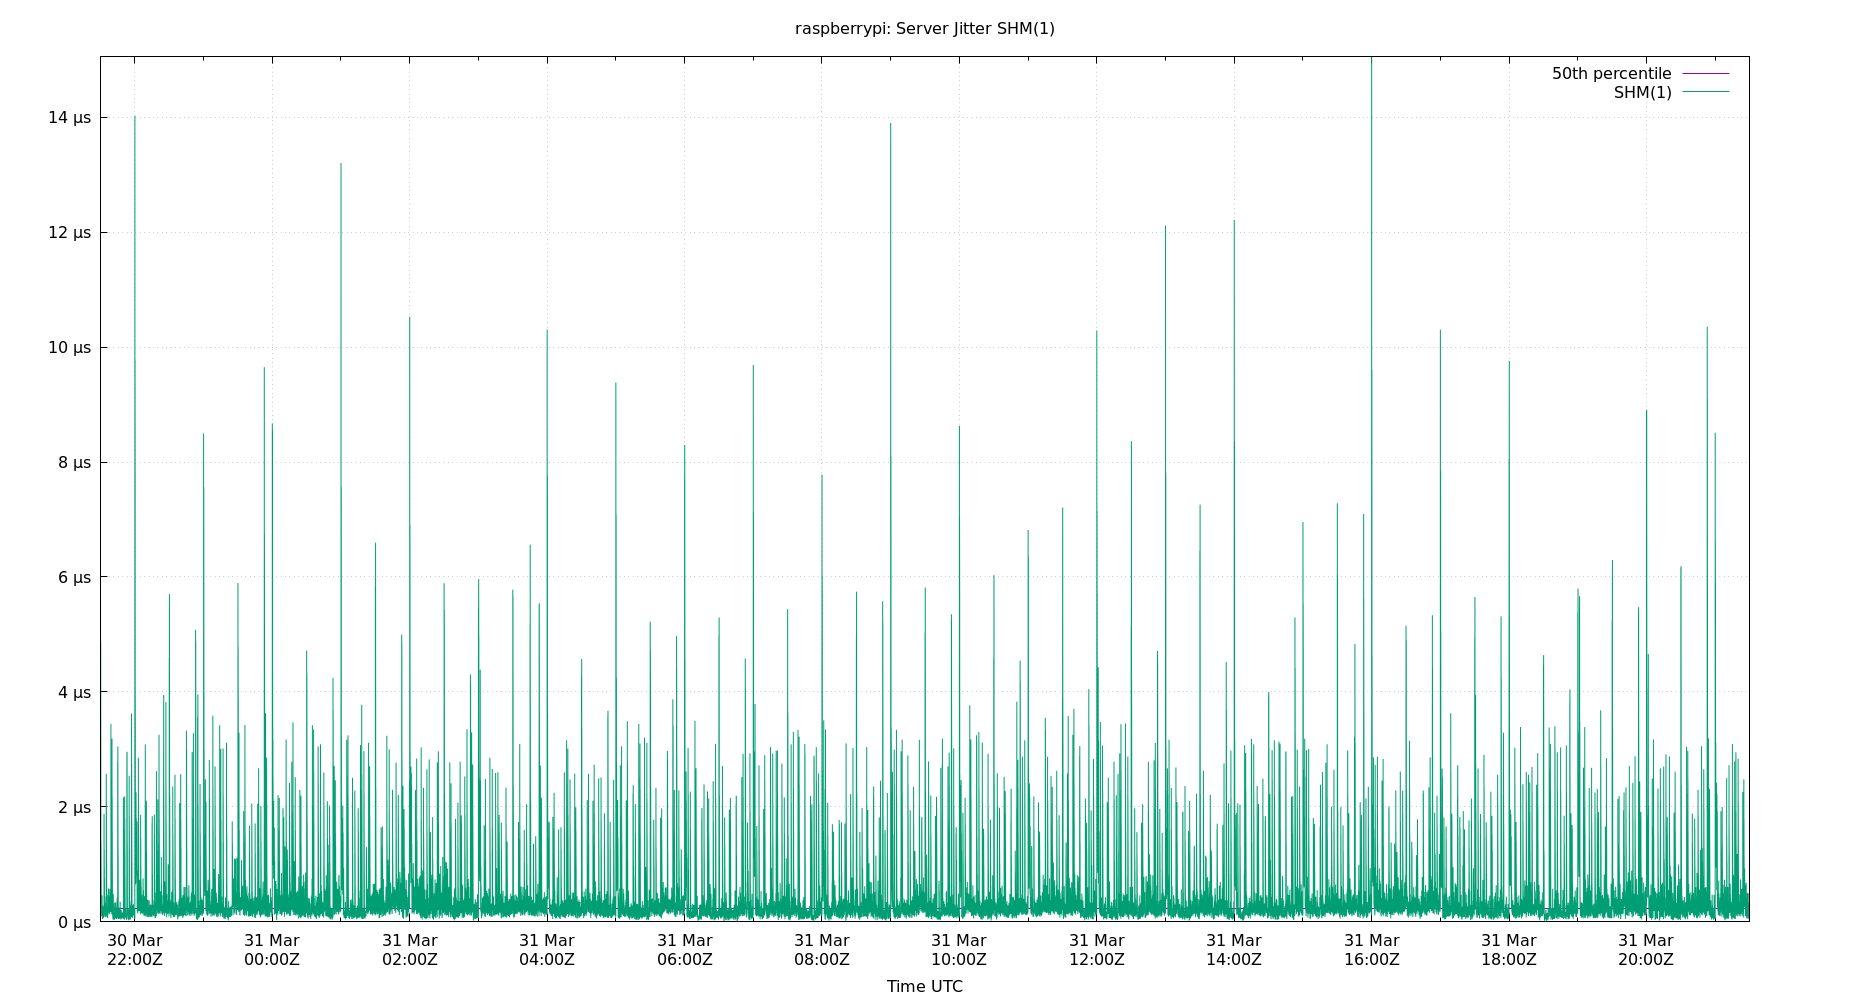 raspberrypi: Server Jitter SHM(1)
50th percentile
SHM(1)
14 µs
12 µs
10 µs
8 µs
6 µs
4 µs
2 µs
0 µs
30 Mar 31 Mar 31 Mar 31 Mar 31 Mar 31 Mar 31 Mar 31 Mar 31 Mar 31 Mar 31 Mar 31 Mar
22:00Z 00:00Z 02:00Z 04:00Z 06:00Z 08:00Z 10:00Z 12:00Z 14:00Z 16:00Z 18:00Z 20:00Z
Time UTC